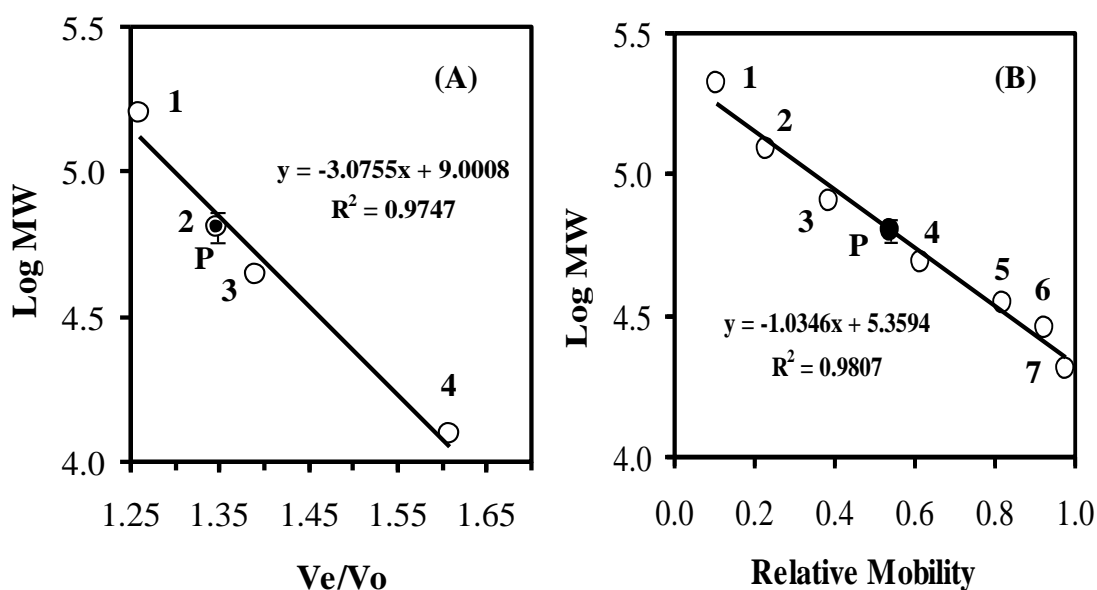 5.5
(A)
1
y = -3.0755x + 9.0008
R² = 0.9747
5.0
2
P
3
4.5
4
4.0
1.25 1.35 1.45 1.55 1.65
Log MW
Ve/Vo
5.5
(B)
1
2
5.0
3
P
4
5
6
y = -1.0346x + 5.3594
R² = 0.9807
7
4.5
4.0
0.0 0.2 0.4 0.6 0.8 1.0
Log MW
Relative Mobility